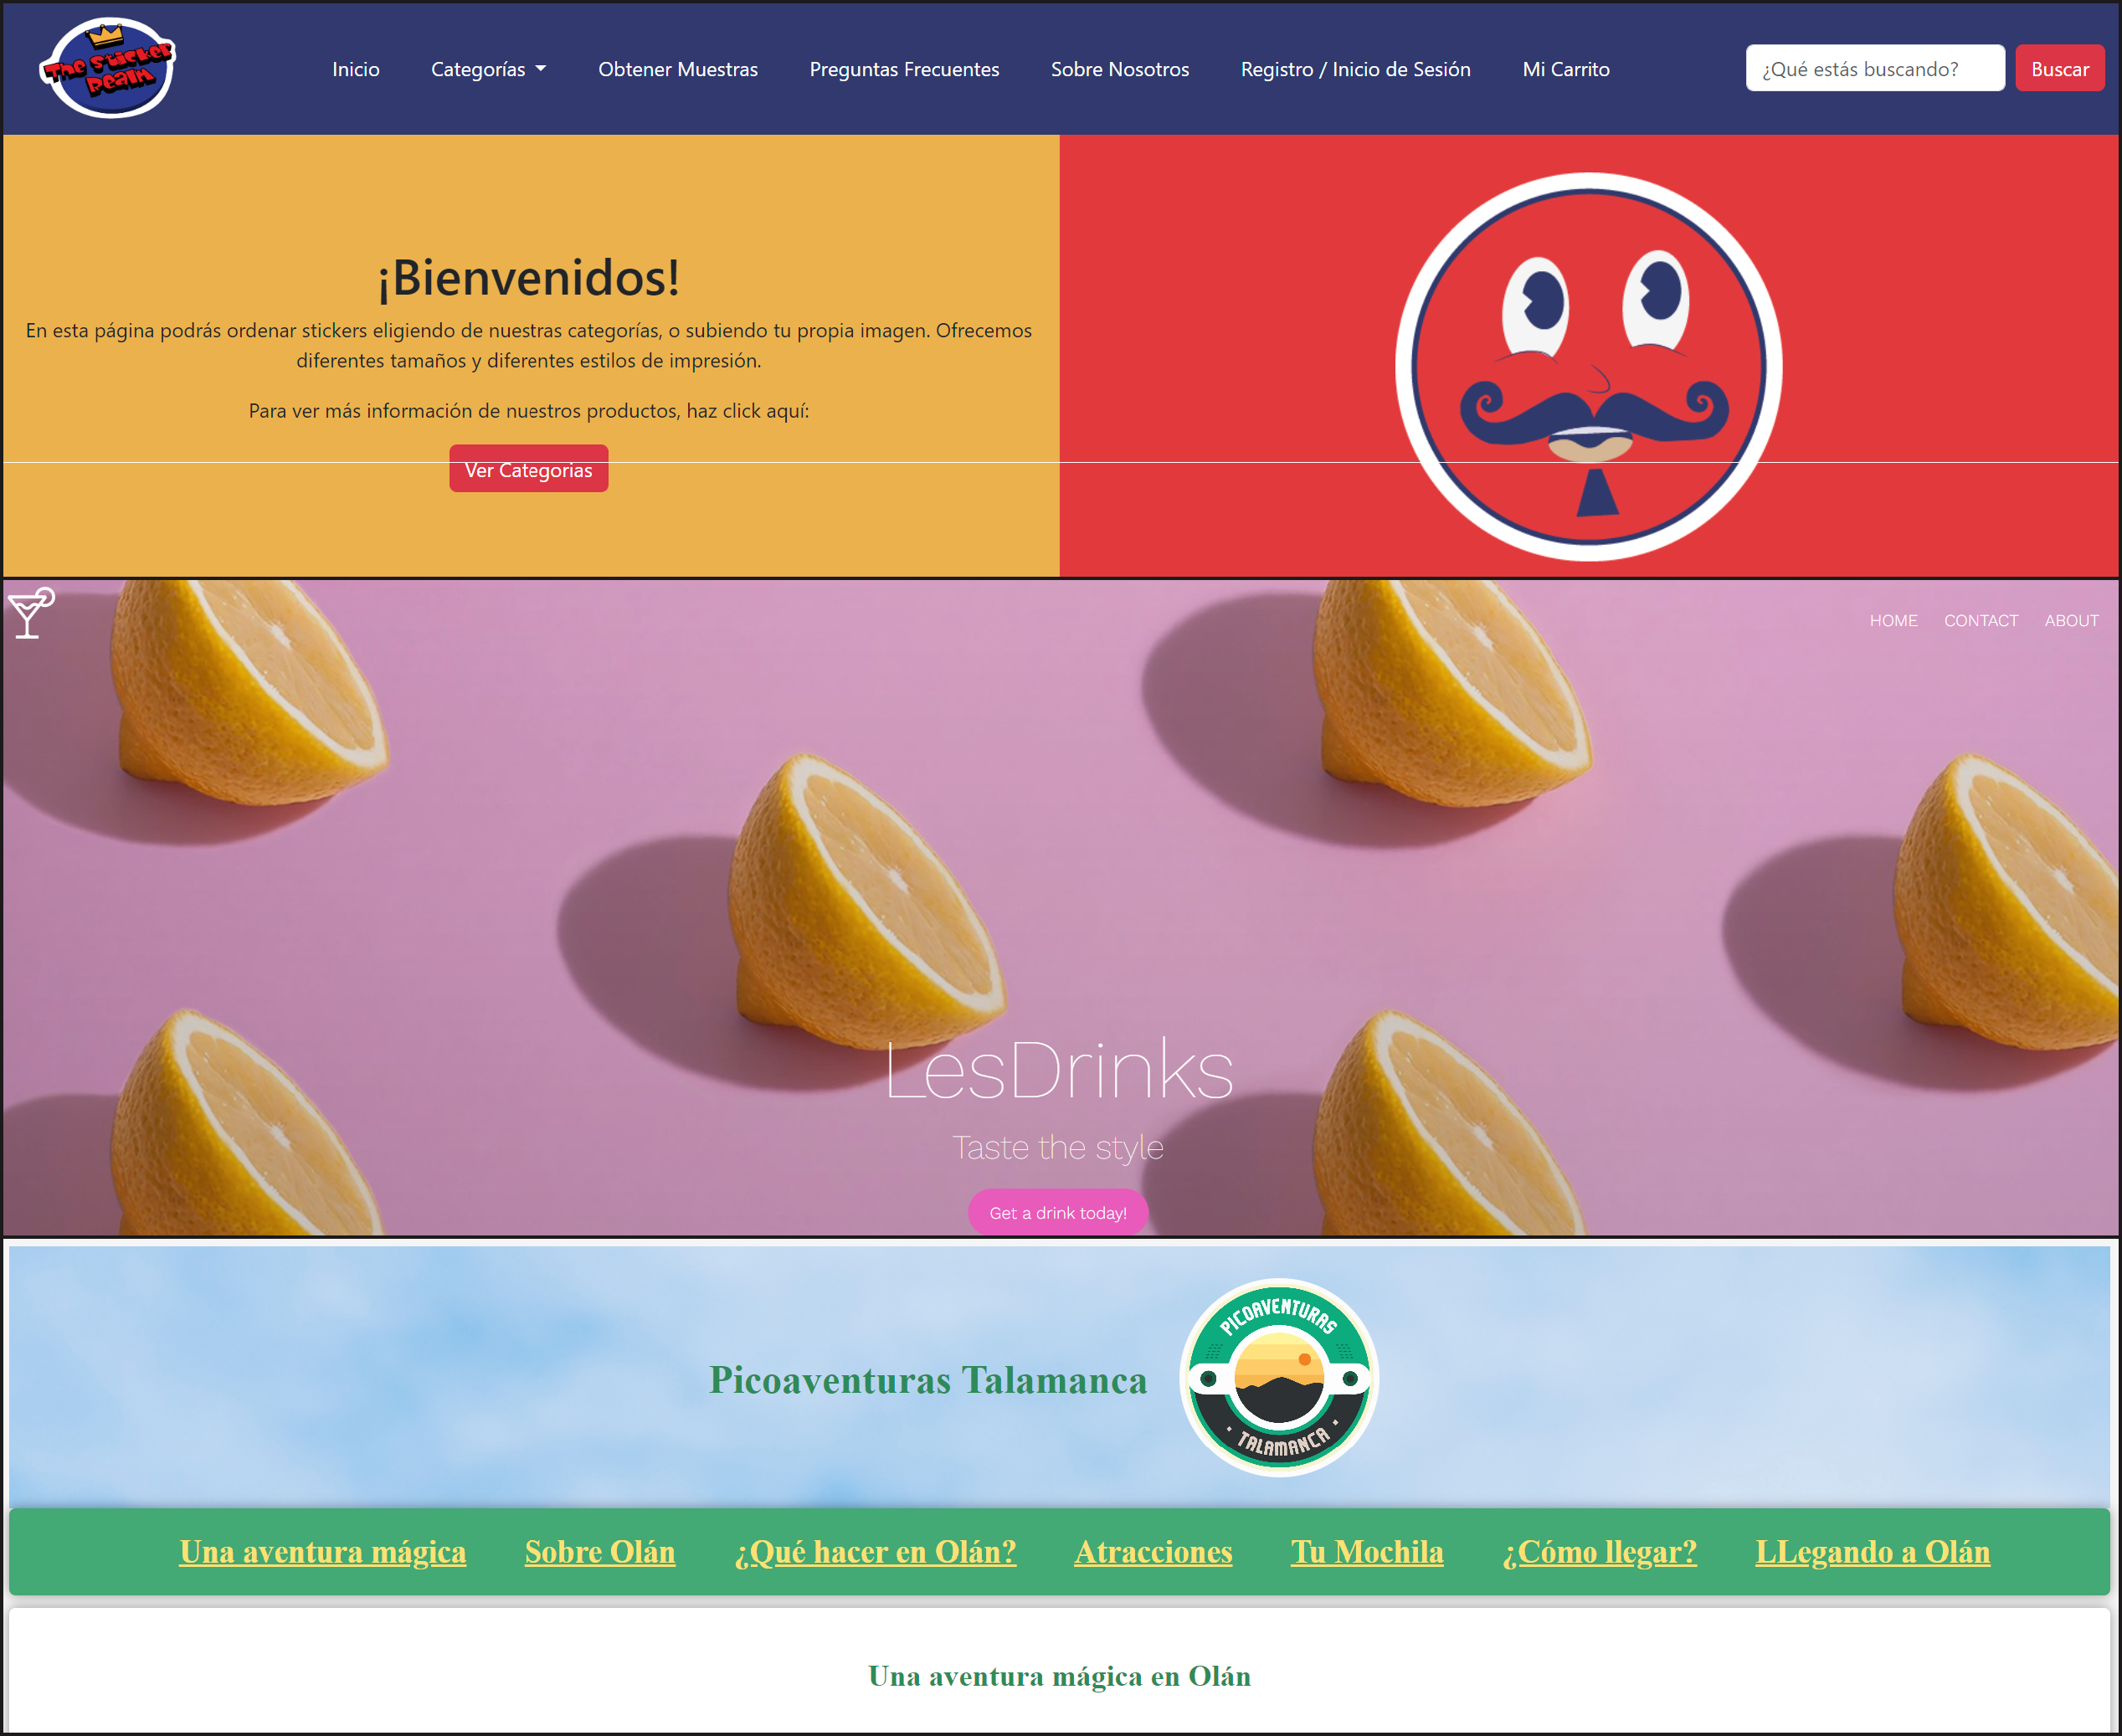 The Sticker
Realm
Inicio
Categorías
Obtener Muestras
Preguntas Frecuentes
Sobre Nosotros
Registro / Inicio de Sesión
Mi Carrito
¿Qué estás buscando?
Buscar
¡Bienvenidos!
En esta página podrás ordenar stickers eligiendo de nuestras categorías, o subiendo tu propia imagen. Ofrecemos
diferentes tamaños y diferentes estilos de impresión.
Para ver más información de nuestros productos, haz click aquí:
Ver Categorias
HOME
CONTACT
ABOUT
LesDrinks
Taste the style
Get a drink today!
Picoaventuras Talamanca
PICOAVENTURAS
TALAMANCA
Una aventura mágica
Sobre Olán
¿Qué hacer en Olán?
Atracciones
Tu Mochila
¿Cómo llegar?
LLegando a Olán
Una aventura mágica en Olán